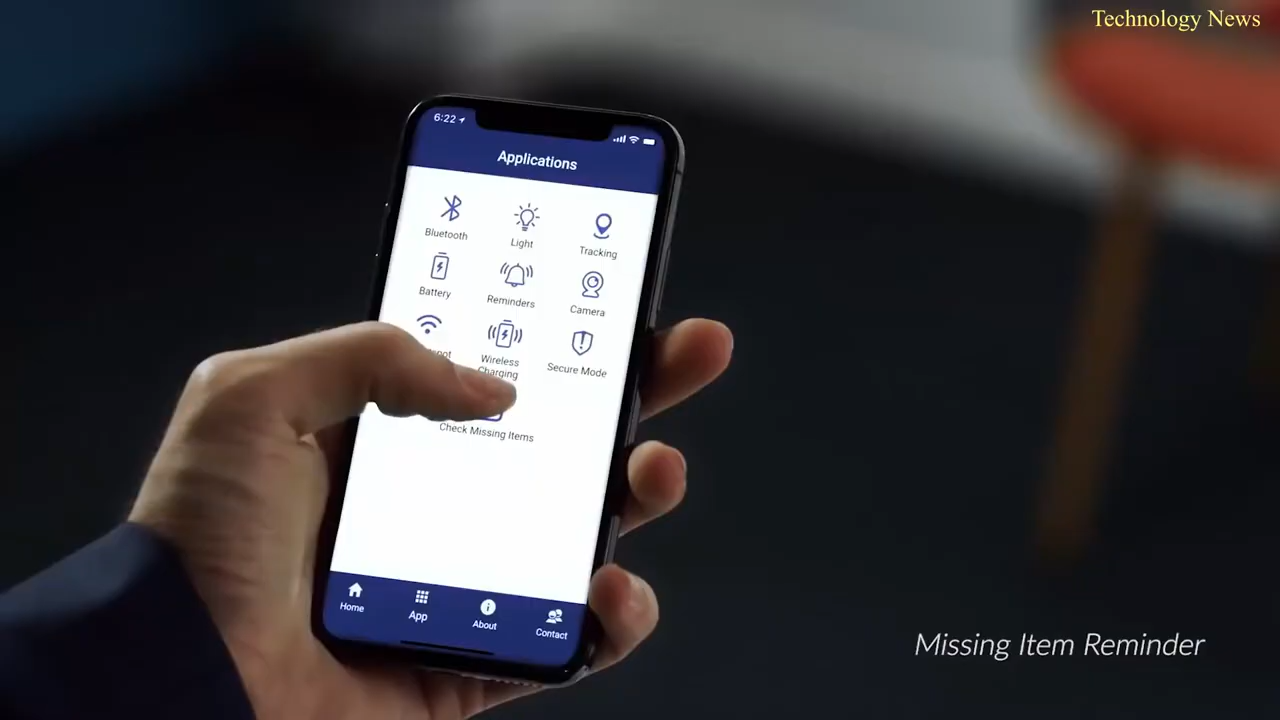 Technology News
6:22
Applications
Bluetooth
Light
Tracking
Battery
Reminders
Camera
Wireless
Charging
Secure Mode
Check Missing Items
Home
App
About
Contact
Missing Item Reminder